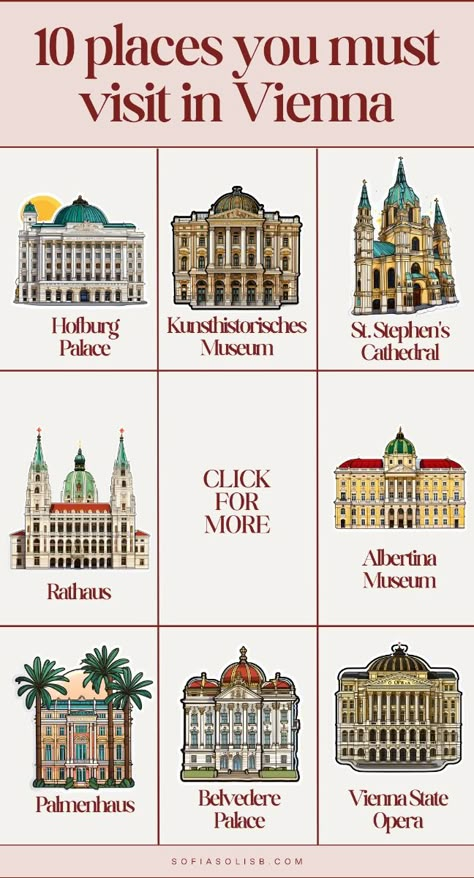 10 places you must
visit in Vienna
Hofburg
Palace
Kunsthistorisches
Museum
St. Stephen's
Cathedral
Rathaus
CLICK
FOR
MORE
Albertina
Museum
Palmenhaus
Belvedere
Palace
Vienna State
Opera
SOFIASOLISB.COM